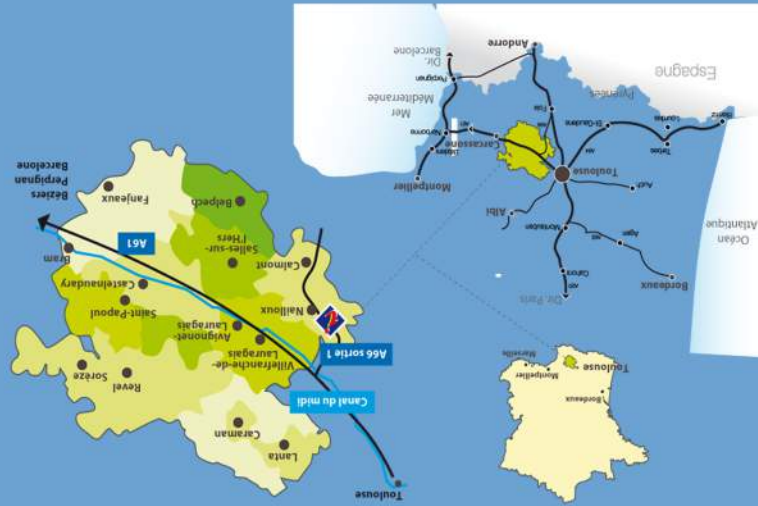 Toulouse
Lanta
Caraman
Canal du midi
Revel
Sorèze
A66 sortie 1
Villefranche-de-
Lauragais
Avignonet-
Lauragais
Saint-Papoul
Castelnaudary
Nailloux
Bram
Calmont
Salles-sur-
l'Hers
A61
Belpech
Fanjeaux
Béziers
Perpignan
Barcelone
Bordeaux
Toulouse
Montpellier
Marseille
Dir. Paris
Bordeaux
Cahors
Agen
Montauban
Océan
Atlantique
Albi
Auch
Toulouse
Montpellier
Béziers
Narbonne
Carcassonne
Biarritz
Tarbes
Lourdes
St-Gaudens
Foix
Mer
Méditerranée
Pyrénées
Perpignan
Espagne
Andorre
Dir.
Barcelone